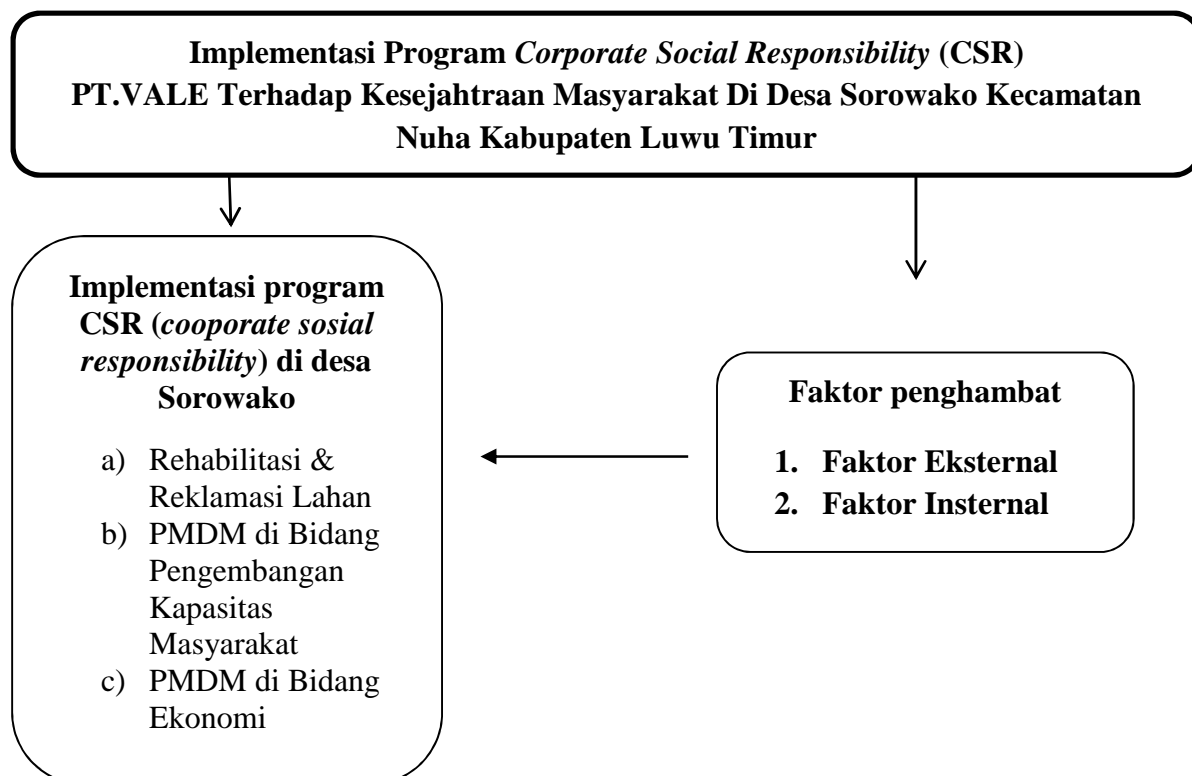 Implementasi Program Corporate Social Responsibility (CSR)
PT.VALE Terhadap Kesejahtraan Masyarakat Di Desa Sorowako Kecamatan
Nuha Kabupaten Luwu Timur
Implementasi program
CSR (cooporate sosial
responsibility) di desa
Sorowako
a) Rehabilitasi &
Reklamasi Lahan
b) PMDM di Bidang
Pengembangan
Kapasitas
Masyarakat
c) PMDM di Bidang
Ekonomi
Faktor penghambat
1. Faktor Eksternal
2. Faktor Insternal